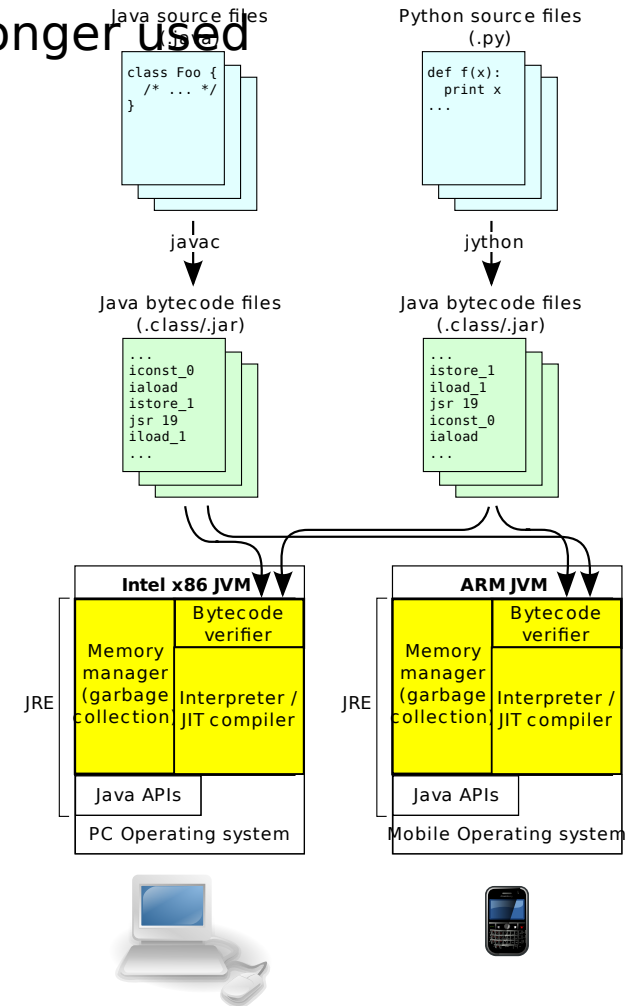 onger used
Java source files
(.java)
class Foo {
/* ... */
}
javac
Java bytecode files
(.class/.jar)
...
iconst_0
iaload
istore_1
jsr 19
iload_1
...
Python source files
(.py)
def f(x):
print x
...
jython
Java bytecode files
(.class/.jar)
...
istore_1
iload_1
jsr 19
iconst_0
iaload
...
Intel x86 JVM
Bytecode
verifier
Memory
manager
(garbage
collection)
Interpreter /
JIT compiler
JRE
Java APIs
PC Operating system
ARM JVM
Bytecode
verifier
Memory
manager
(garbage
collection)
Interpreter /
JIT compiler
JRE
Java APIs
Mobile Operating system